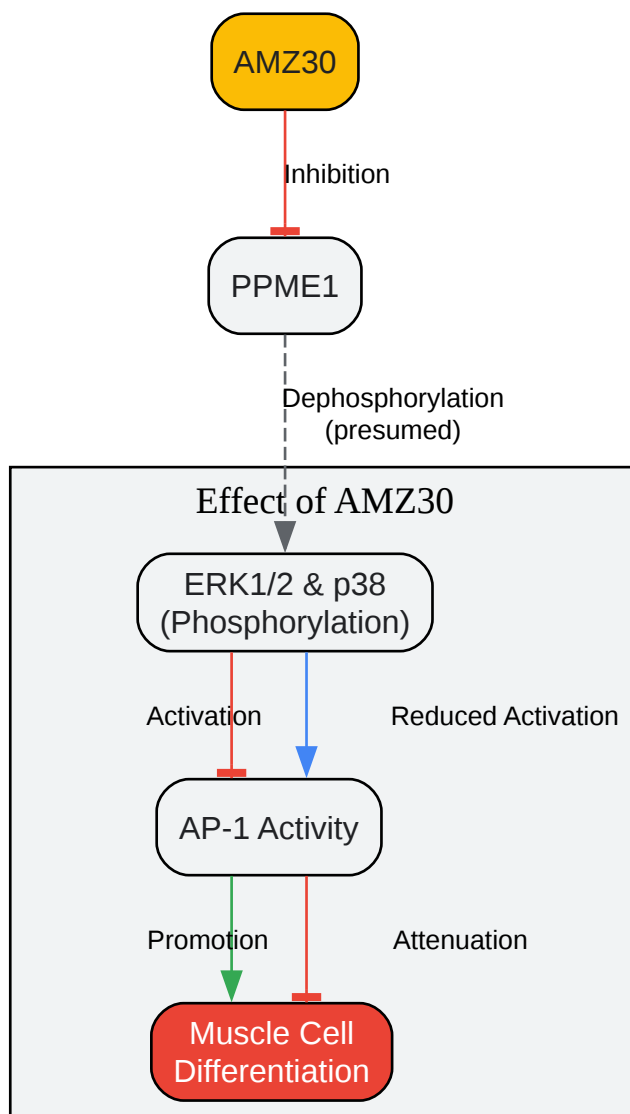 AMZ30
Inhibition
PPME1
Dephosphorylation
(presumed)
Effect of AMZ30
ERK1/2 & p38
(Phosphorylation)
Activation
Reduced Activation
AP-1 Activity
Promotion
Attenuation
Muscle Cell
Differentiation